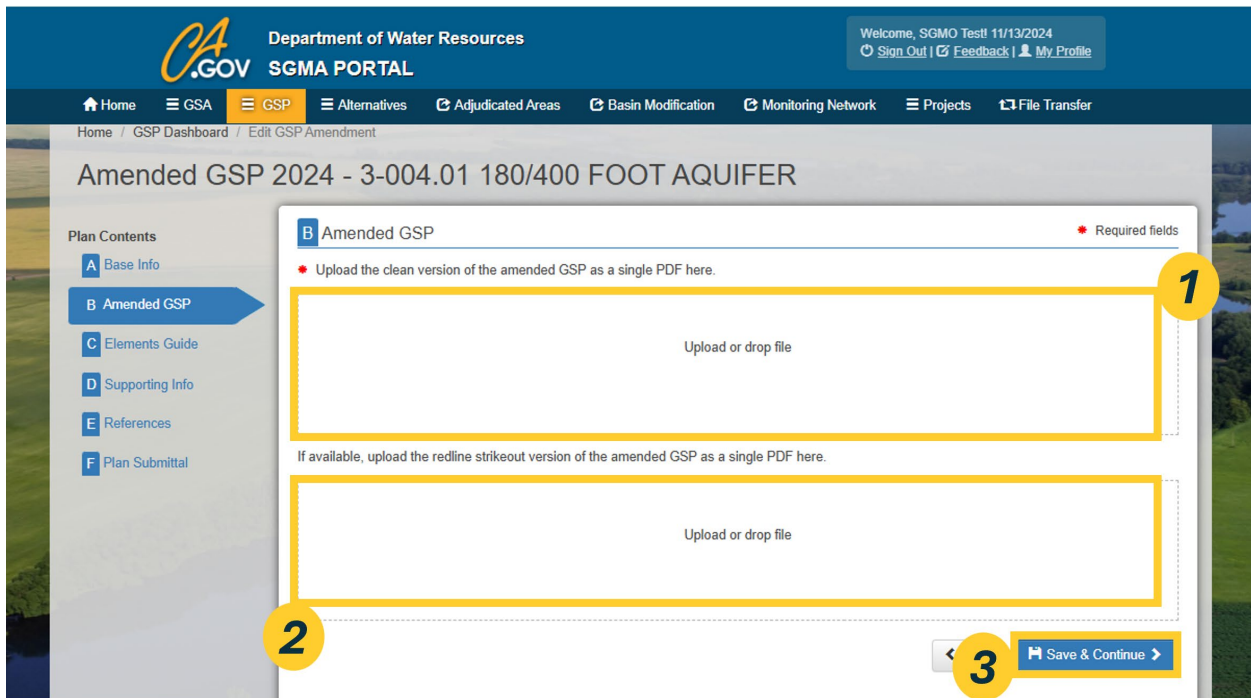 CA
.GOV
Department of Water Resources
SGMA PORTAL
Welcome, SGMO Test! 11/13/2024
Sign Out | Feedback | My Profile
Home GSA GSP Alternatives Adjudicated Areas Basin Modification Monitoring Network Projects File Transfer
Home / GSP Dashboard / Edit GSP Amendment
Amended GSP 2024 - 3-004.01 180/400 FOOT AQUIFER
Plan Contents
A Base Info
B Amended GSP
C Elements Guide
D Supporting Info
E References
F Plan Submittal
B Amended GSP
* Required fields
* Upload the clean version of the amended GSP as a single PDF here.
1
Upload or drop file
If available, upload the redline strikeout version of the amended GSP as a single PDF here.
Upload or drop file
2
3
Save & Continue